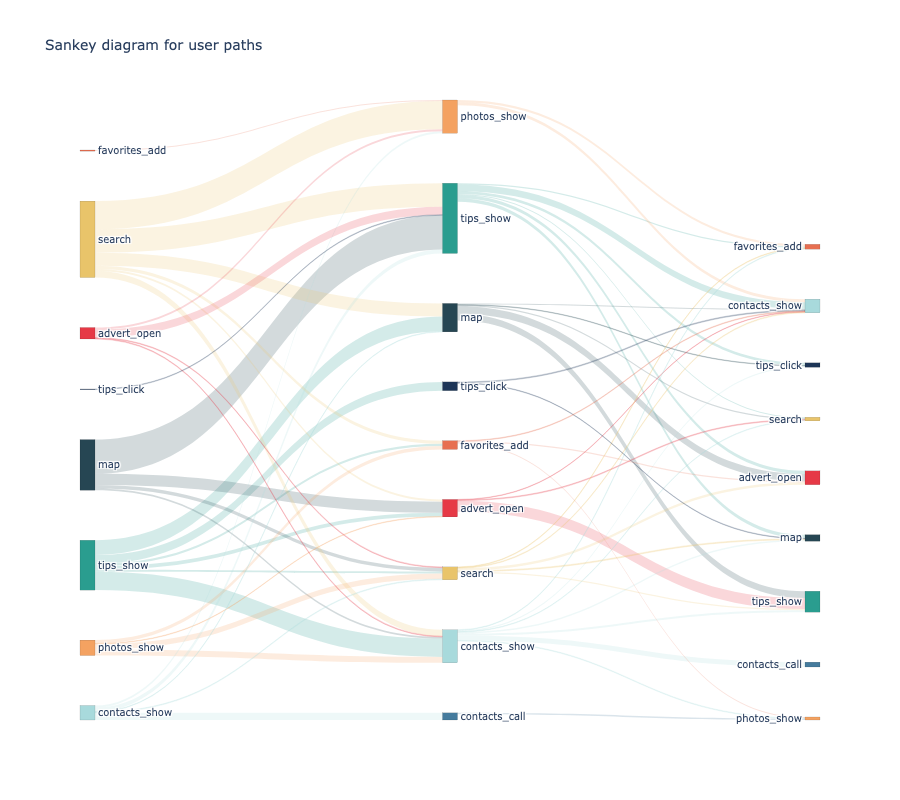 Sankey diagram for user paths
favorites_add
search
advert_open
tips_click
map
tips_show
photos_show
contacts_show
photos_show
tips_show
map
tips_click
favorites_add
advert_open
search
contacts_show
contacts_call
favorites_add
contacts_show
tips_click
search
advert_open
map
tips_show
contacts_call
photos_show